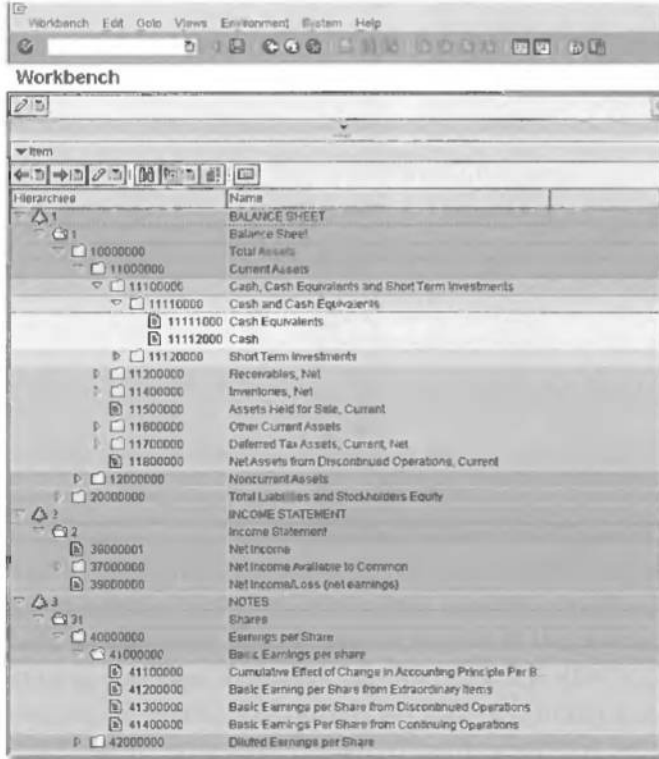 Workbench Edit Goto Views Environment System Help
Workbench
Item
Hierarchies Name
1 BALANCE SHEET
1 Balance Sheet
10000000 Total Assets
11000000 Current Assets
11100000 Cash, Cash Equivalents and Short Term Investments
11110000 Cash and Cash Equivalents
11111000 Cash Equivalents
11112000 Cash
11120000 Short Term Investments
11200000 Receivables, Net
11400000 Inventories, Net
11500000 Assets Held for Sale, Current
11600000 Other Current Assets
11700000 Deferred Tax Assets, Current, Net
11800000 Net Assets from Discontinued Operations, Current
12000000 Noncurrent Assets
20000000 Total Liabilities and Stockholders Equity
2 INCOME STATEMENT
2 Income Statement
39000001 Net Income
37000000 Net Income Available to Common
39000000 Net Income/Loss (net earnings)
3 NOTES
31 Shares
40000000 Earnings per Share
41000000 Basic Earnings per share
41100000 Cumulative Effect of Change in Accounting Principle Per B
41200000 Basic Earning per Share from Extraordinary Items
41300000 Basic Earnings per Share from Discontinued Operations
41400000 Basic Earnings Per Share from Continuing Operations
42000000 Diluted Earnings per Share